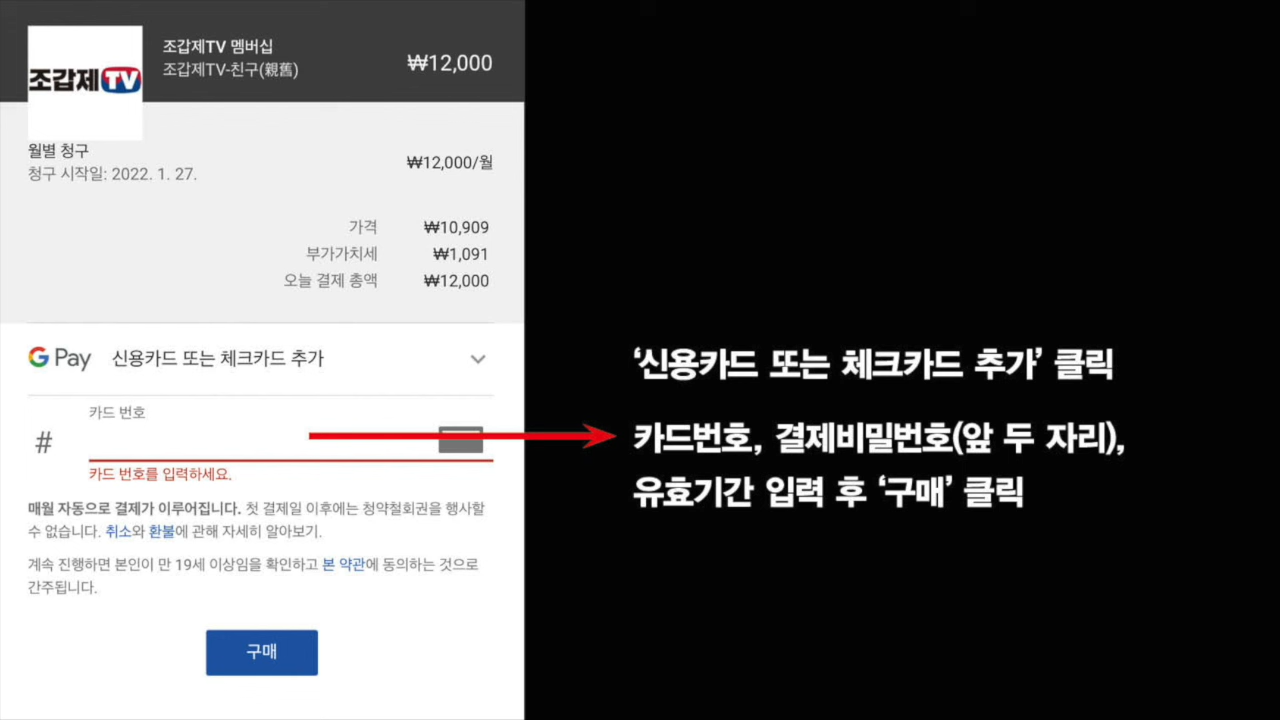 조갑제TV
조갑제TV 멤버십
조갑제TV-친구(親舊)
₩12,000
월별 청구
청구 시작일: 2022. 1. 27.
₩12,000/월
가격 ₩10,909
부가가치세 ₩1,091
오늘 결제 총액 ₩12,000
G Pay 신용카드 또는 체크카드 추가
카드 번호
#
카드 번호를 입력하세요.
매월 자동으로 결제가 이루어집니다. 첫 결제일 이후에는 청약철회권을 행사할
수 없습니다. 취소와 환불에 관해 자세히 알아보기.
계속 진행하면 본인이 만 19세 이상임을 확인하고 본 약관에 동의하는 것으로
간주됩니다.
구매
‘신용카드 또는 체크카드 추가’ 클릭
카드번호, 결제비밀번호(앞 두 자리),
유효기간 입력 후 ‘구매’ 클릭